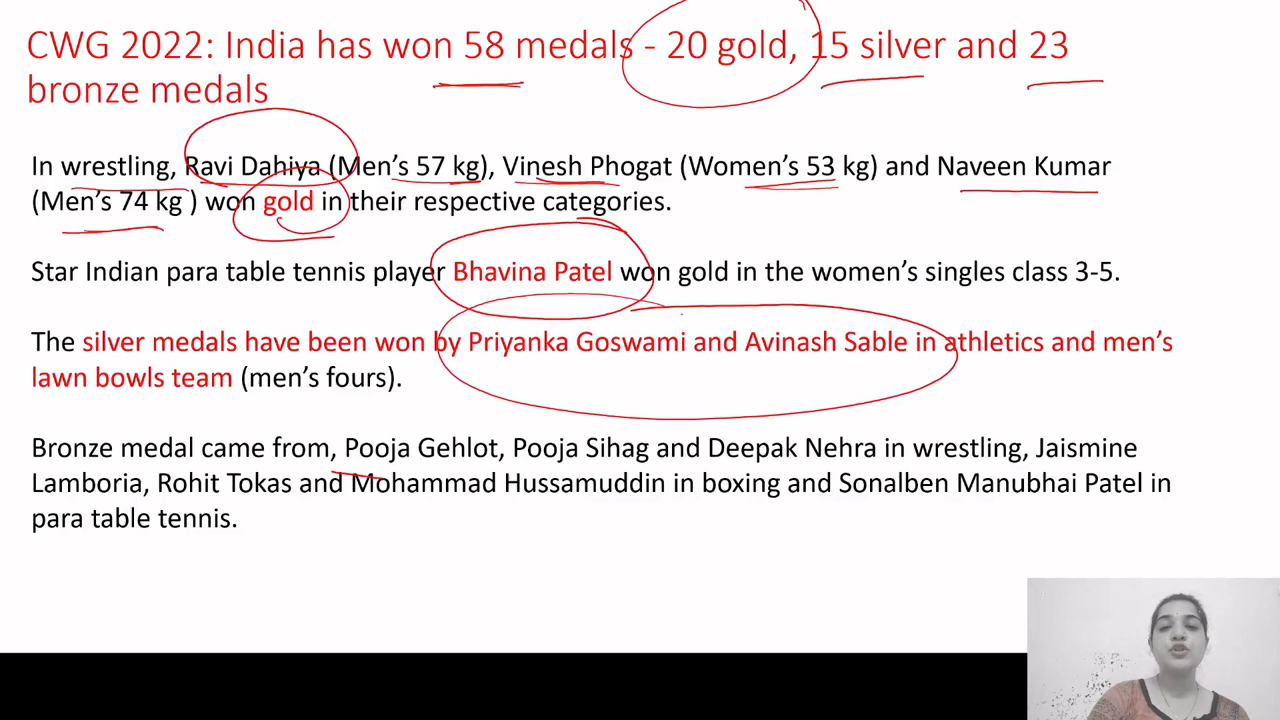 CWG 2022: India has won 58 medals - 20 gold, 15 silver and 23
bronze medals
In wrestling, Ravi Dahiya (Men’s 57 kg), Vinesh Phogat (Women’s 53 kg) and Naveen Kumar
(Men’s 74 kg ) won gold in their respective categories.
Star Indian para table tennis player Bhavina Patel won gold in the women’s singles class 3-5.
The silver medals have been won by Priyanka Goswami and Avinash Sable in athletics and men’s
lawn bowls team (men’s fours).
Bronze medal came from, Pooja Gehlot, Pooja Sihag and Deepak Nehra in wrestling, Jaismine
Lamboria, Rohit Tokas and Mohammad Hussamuddin in boxing and Sonalben Manubhai Patel in
para table tennis.